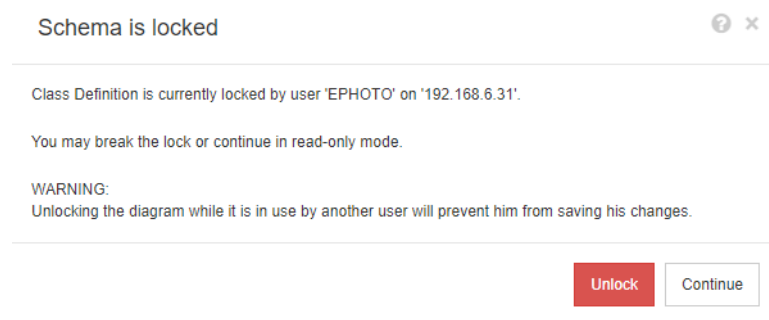 Schema is locked
Class Definition is currently locked by user 'EPHOTO' on '192.168.6.31'.
You may break the lock or continue in read-only mode.
WARNING:
Unlocking the diagram while it is in use by another user will prevent him from saving his changes.
Unlock Continue